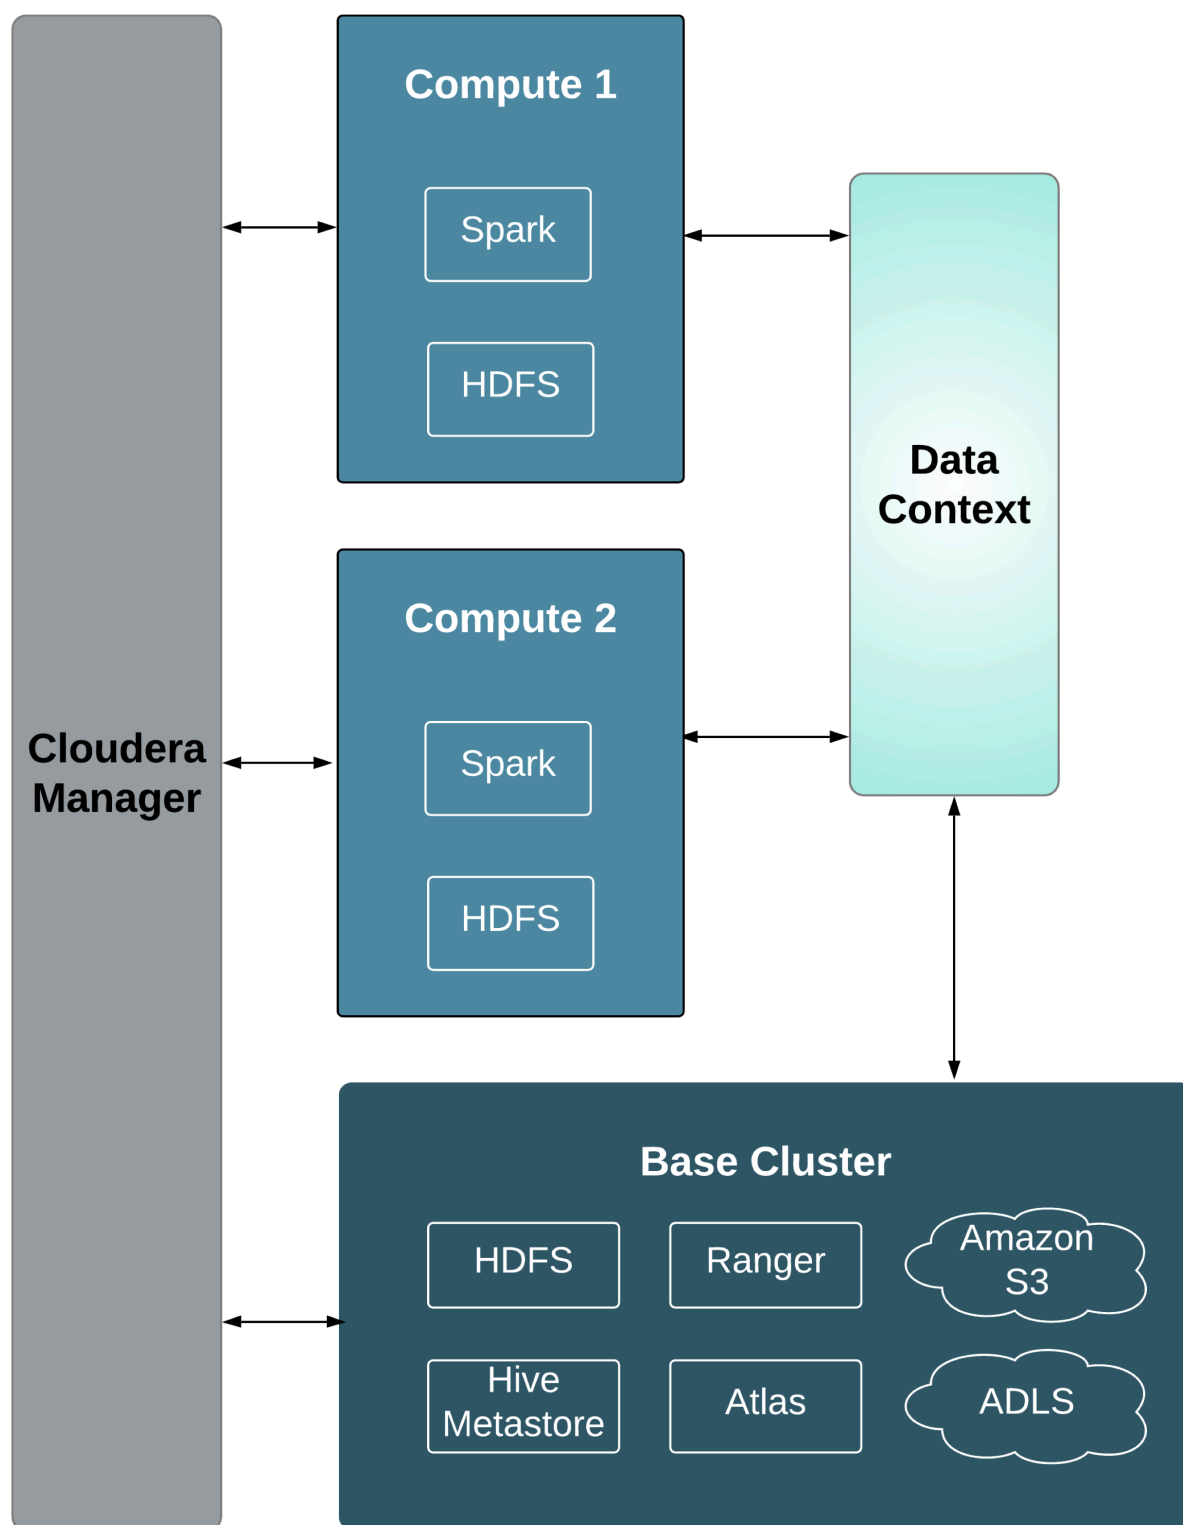 Compute 1
Spark
HDFS
Data
Context
Compute 2
Spark
HDFS
Cloudera
Manager
Base Cluster
HDFS
Ranger
Amazon
S3
Hive
Metastore
Atlas
ADLS